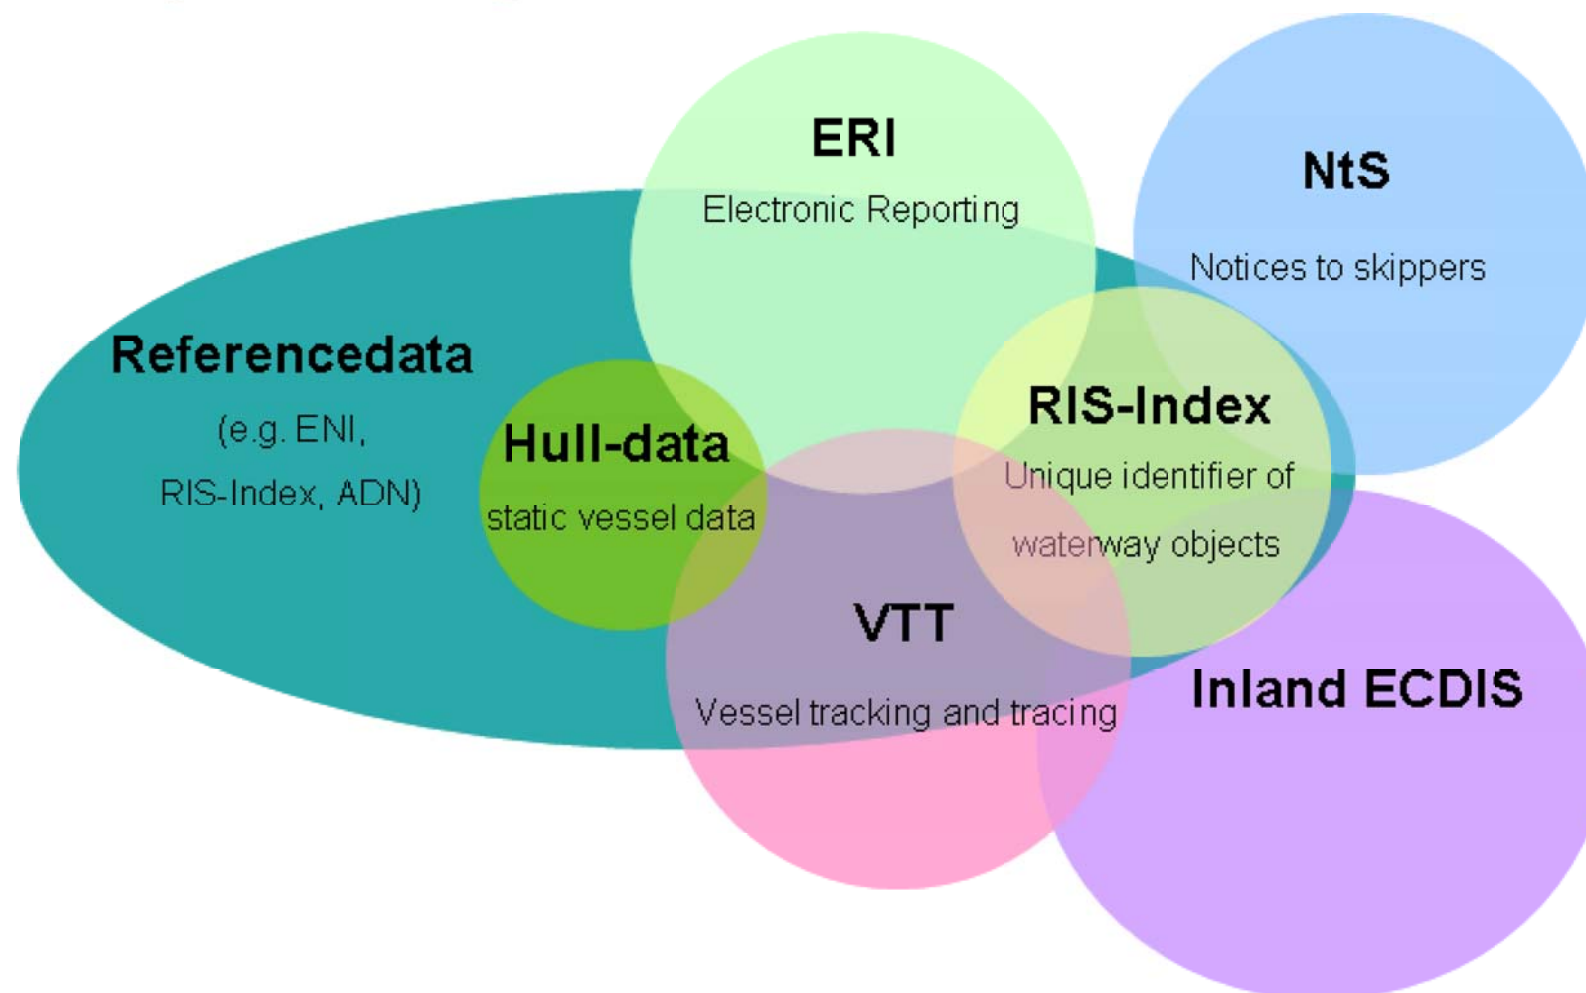 ERI
Electronic Reporting
NtS
Notices to skippers
Referencedata
(e.g. ENI,
RIS-Index, ADN)
Hull-data
static vessel data
RIS-Index
Unique identifier of
waterway objects
VTT
Vessel tracking and tracing
Inland ECDIS